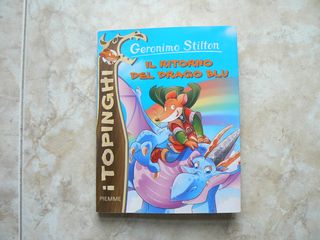 Geronimo Stilton
IL RITORNO
DEL DRAGO BLU
i TOPINGHI
PIEMME